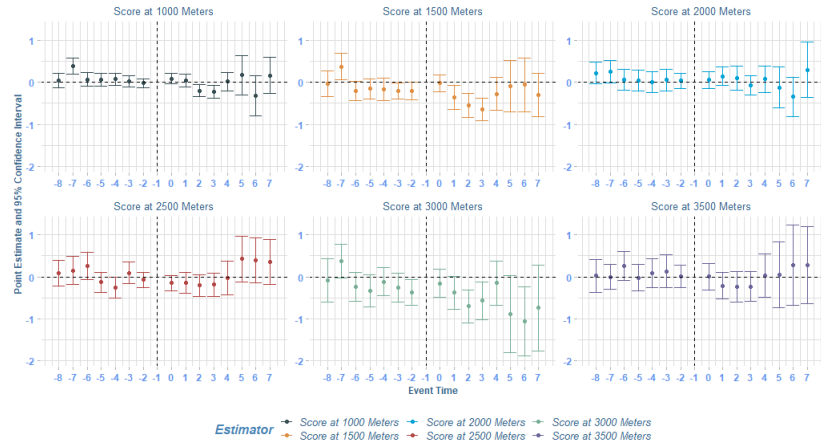 Score at 1000 Meters
Score at 1500 Meters
Score at 2000 Meters
1
0
-1
-2
-8 -7 -6 -5 -4 -3 -2 -1 0 1 2 3 4 5 6 7
-8 -7 -6 -5 -4 -3 -2 -1 0 1 2 3 4 5 6 7
-8 -7 -6 -5 -4 -3 -2 -1 0 1 2 3 4 5 6 7
Point Estimate and 95% Confidence Interval
Score at 2500 Meters
Score at 3000 Meters
Score at 3500 Meters
1
0
-1
-2
-8 -7 -6 -5 -4 -3 -2 -1 0 1 2 3 4 5 6 7
-8 -7 -6 -5 -4 -3 -2 -1 0 1 2 3 4 5 6 7
-8 -7 -6 -5 -4 -3 -2 -1 0 1 2 3 4 5 6 7
Event Time
Estimator
Score at 1000 Meters
Score at 2000 Meters
Score at 3000 Meters
Score at 1500 Meters
Score at 2500 Meters
Score at 3500 Meters